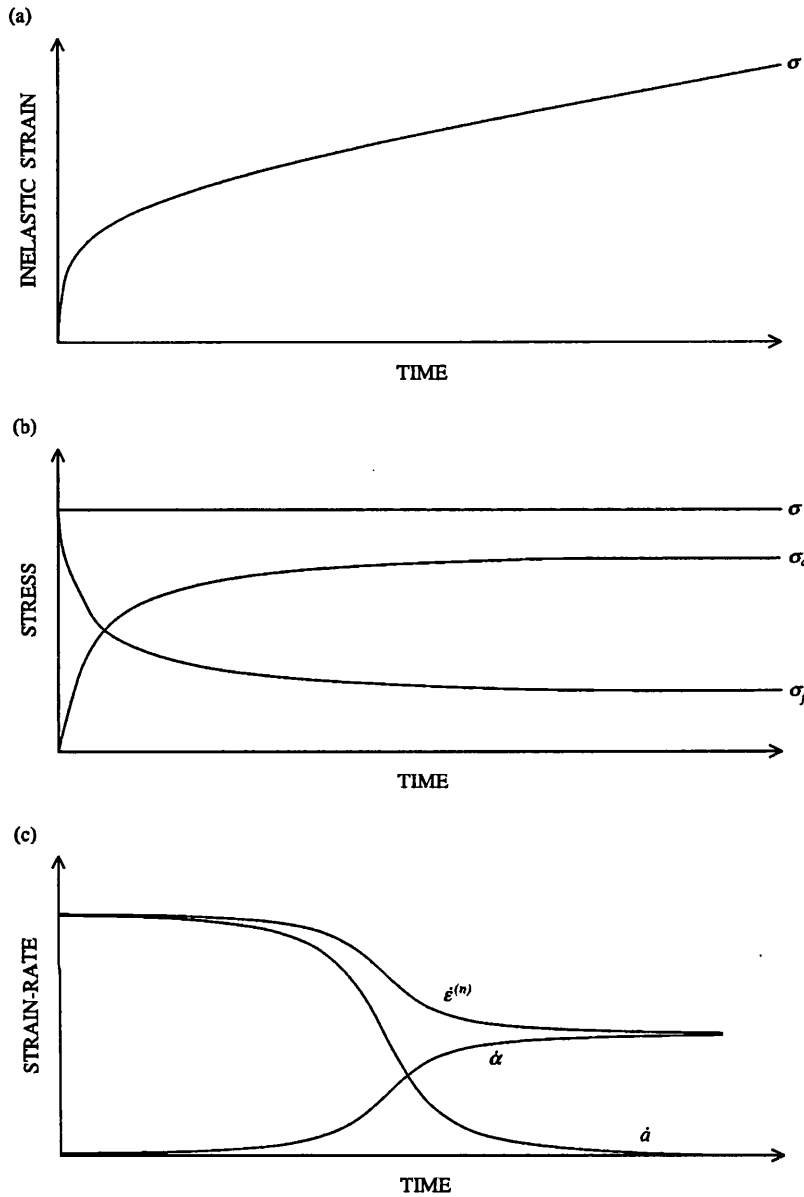 (a)
INELASTIC STRAIN
σ
TIME
(b)
STRESS
σ
TIME
(c)
STRAIN-RATE
ε̇⁽ⁿ⁾
α̇
ȧ
TIME